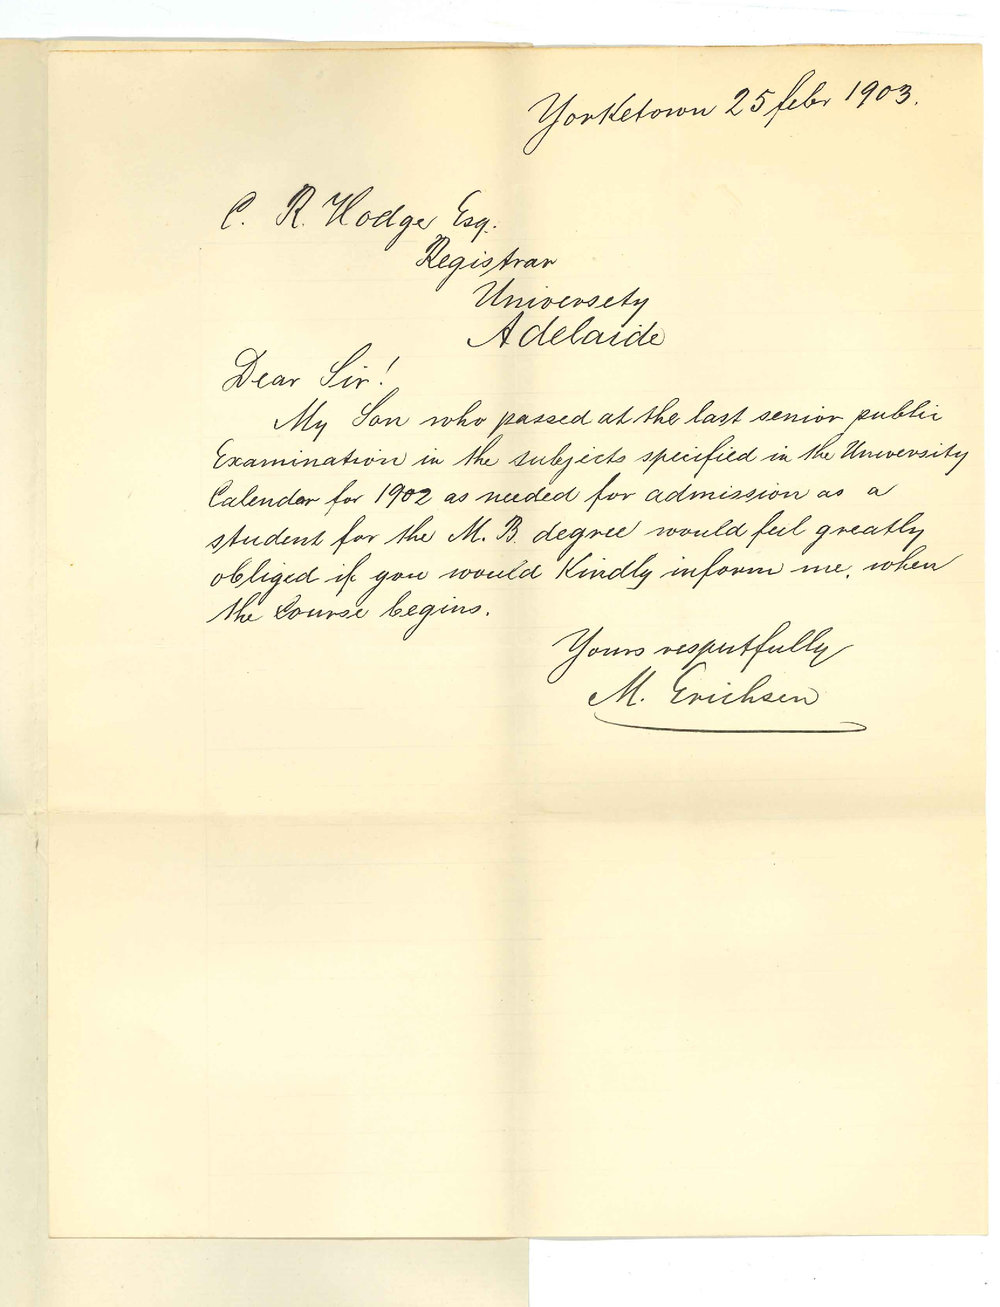 Yorketown 25 febr 1903.
C. R. Hodge Esq.
Registrar
Universety
Adelaide
Dear Sir!
My Son who passed at the last senior public
Examination in the subjects specified in the University
Calendar for 1902 as needed for admission as a
student for the M. B. degree would feel greatly
obliged if you would Kindly inform me, when
the Course begins.
Yours respectfully
M. Erichsen